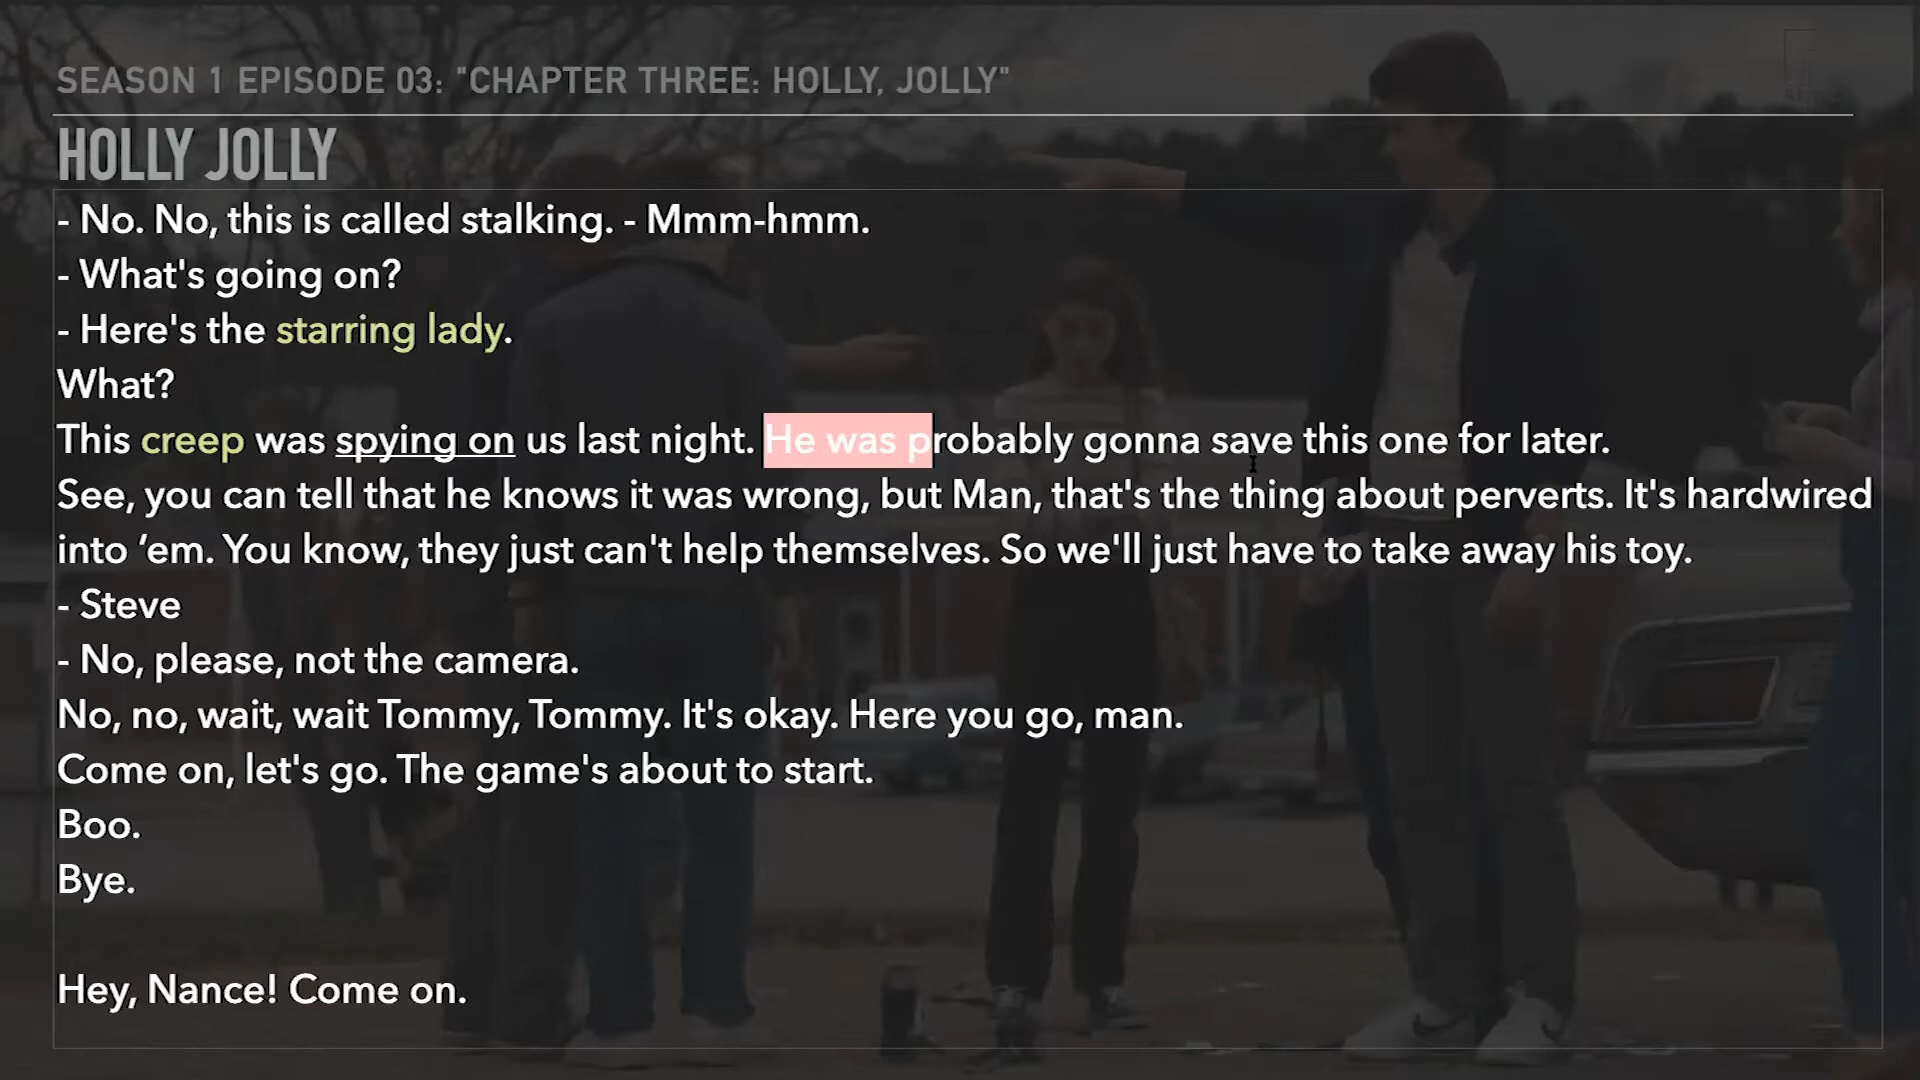 SEASON 1 EPISODE 03: "CHAPTER THREE: HOLLY, JOLLY"
HOLLY JOLLY
- No. No, this is called stalking. - Mmm-hmm.
- What's going on?
- Here's the starring lady.
What?
This creep was spying on us last night. He was probably gonna save this one for later.
See, you can tell that he knows it was wrong, but Man, that's the thing about perverts. It's hardwired
into ‘em. You know, they just can't help themselves. So we'll just have to take away his toy.
- Steve
- No, please, not the camera.
No, no, wait, wait Tommy, Tommy. It's okay. Here you go, man.
Come on, let's go. The game's about to start.
Boo.
Bye.
Hey, Nance! Come on.